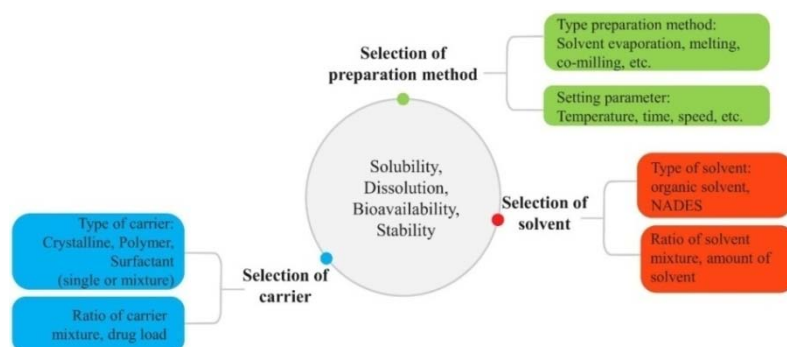 Selection of
preparation method
Type preparation method:
Solvent evaporation, melting,
co-milling, etc.
Setting parameter:
Temperature, time, speed, etc.
Solubility,
Dissolution,
Bioavailability,
Stability
Selection of
solvent
Type of solvent:
organic solvent,
NADES
Ratio of solvent
mixture, amount of
solvent
Type of carrier:
Crystalline, Polymer,
Surfactant
(single or mixture)
Ratio of carrier
mixture, drug load
Selection of
carrier